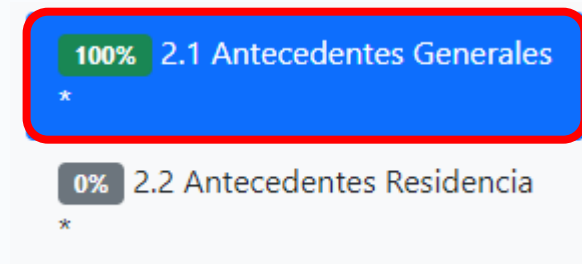 100% 2.1 Antecedentes Generales
*
0% 2.2 Antecedentes Residencia
*